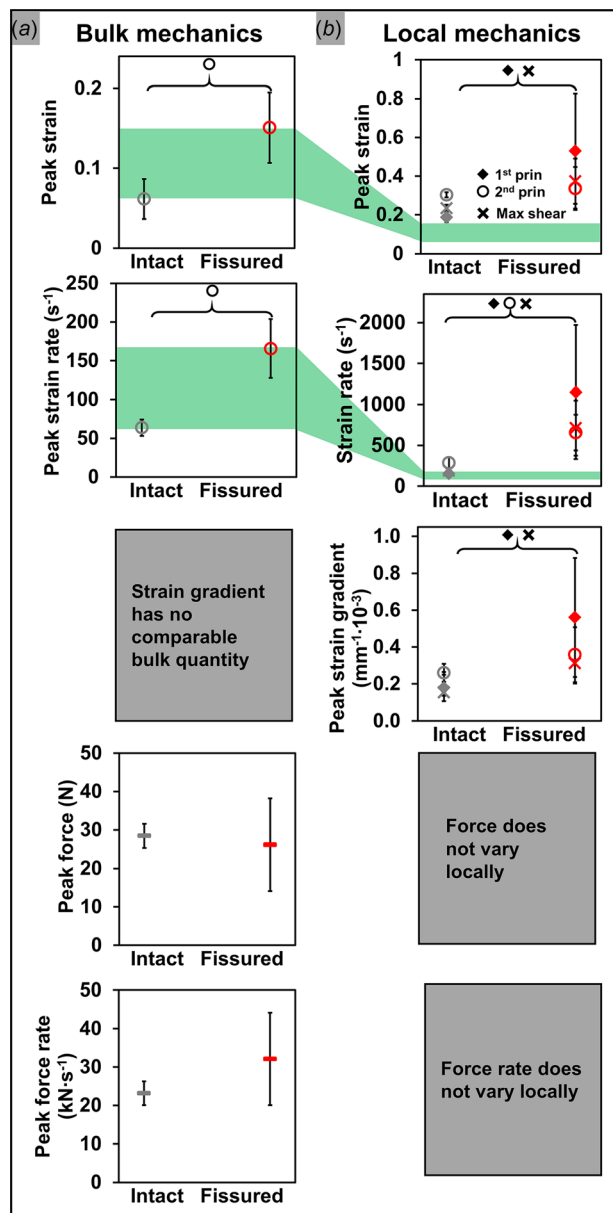 (a) Bulk mechanics
(b) Local mechanics
Peak strain
0.2
0.1
0
Intact Fissured
Peak strain
1
0.8
0.6
0.4
0.2
0
1st prin
2nd prin
Max shear
Intact Fissured
Peak strain rate (s-1)
250
200
150
100
50
0
Intact Fissured
Strain rate (s-1)
2000
1500
1000
500
0
Intact Fissured
Strain gradient
has no
comparable
bulk quantity
Peak strain gradient
(mm-1·10-3)
1.0
0.8
0.6
0.4
0.2
0.0
Intact Fissured
Peak force (N)
50
40
30
20
10
0
Intact Fissured
Force does
not vary
locally
Peak force rate
(kN·s-1)
50
40
30
20
10
0
Intact Fissured
Force rate does
not vary locally